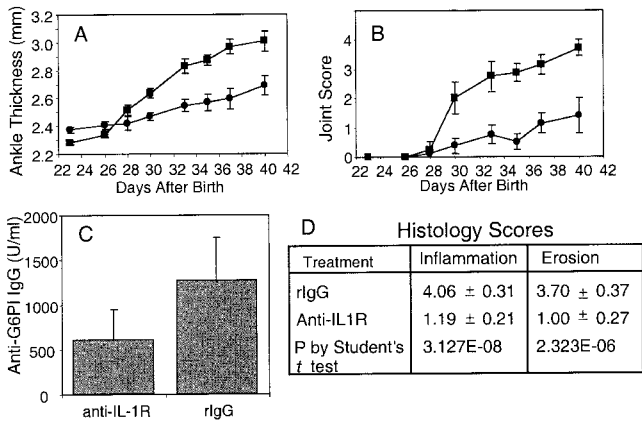 A
Ankle Thickness (mm)
3.2
3.0
2.8
2.6
2.4
2.2
22 24 26 28 30 32 34 36 38 40 42
Days After Birth
B
Joint Score
4
3
2
1
0
22 24 26 28 30 32 34 36 38 40 42
Days After Birth
C
Anti-G6PI IgG (U/ml)
2000
1500
1000
500
0
anti-IL-1R rIgG
D Histology Scores
Treatment Inflammation Erosion
rIgG 4.06 ± 0.31 3.70 ± 0.37
Anti-IL1R 1.19 ± 0.21 1.00 ± 0.27
P by Student's 3.127E-08 2.323E-06
t test